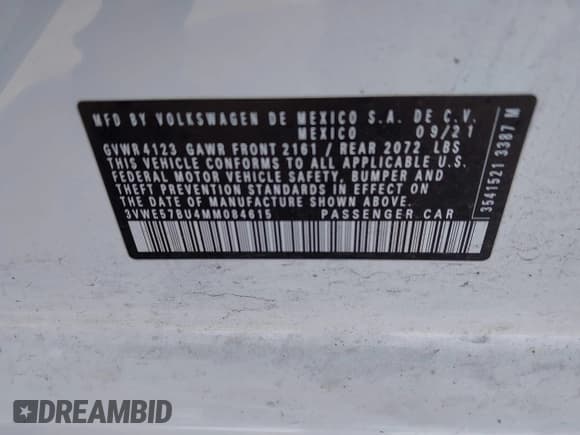 MFD BY VOLKSWAGEN DE MEXICO S.A. DE C.V.
MEXICO 09/21
GVWR 4123 GAWR FRONT 2161 / REAR 2072 LBS
THIS VEHICLE CONFORMS TO ALL APPLICABLE U.S.
FEDERAL MOTOR VEHICLE SAFETY, BUMPER AND
THEFT PREVENTION STANDARDS IN EFFECT ON
THE DATE OF MANUFACTURE SHOWN ABOVE.
3VWE57BU4MM084615 PASSENGER CAR
3541521 3387 M
DREAMBID